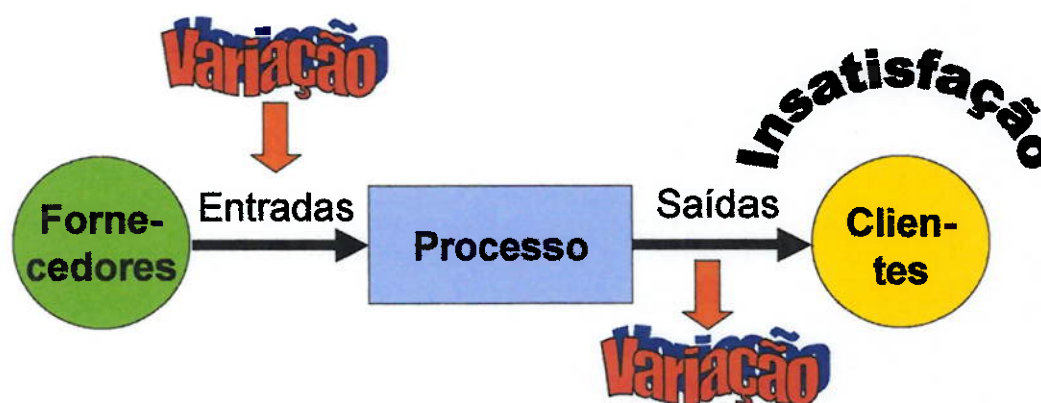 Variação
Insatisfação
Forne-
cedores
Entradas
Processo
Saídas
Clien-
tes
Variação